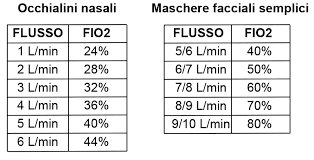 Occhialini nasali
FLUSSO FIO2
1 L/min 24%
2 L/min 28%
3 L/min 32%
4 L/min 36%
5 L/min 40%
6 L/min 44%
Maschere facciali semplici
FLUSSO FIO2
5/6 L/min 40%
6/7 L/min 50%
7/8 L/min 60%
8/9 L/min 70%
9/10 L/min 80%